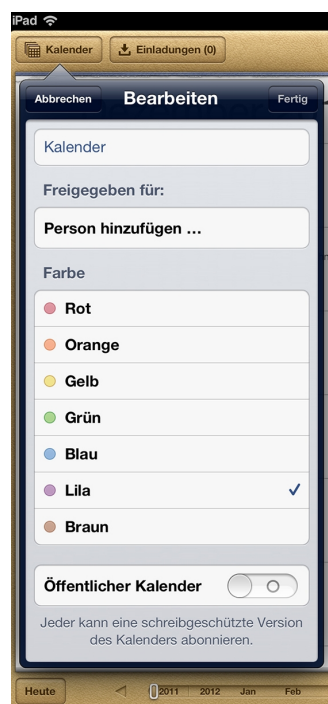 iPad
Kalender Einladungen (0)
Abbrechen Bearbeiten Fertig
Kalender
Freigegeben für:
Person hinzufügen ...
Farbe
Rot
Orange
Gelb
Grün
Blau
Lila
Braun
Öffentlicher Kalender
Jeder kann eine schreibgeschützte Version
des Kalenders abonnieren.
Heute 2011 2012 Jan Feb